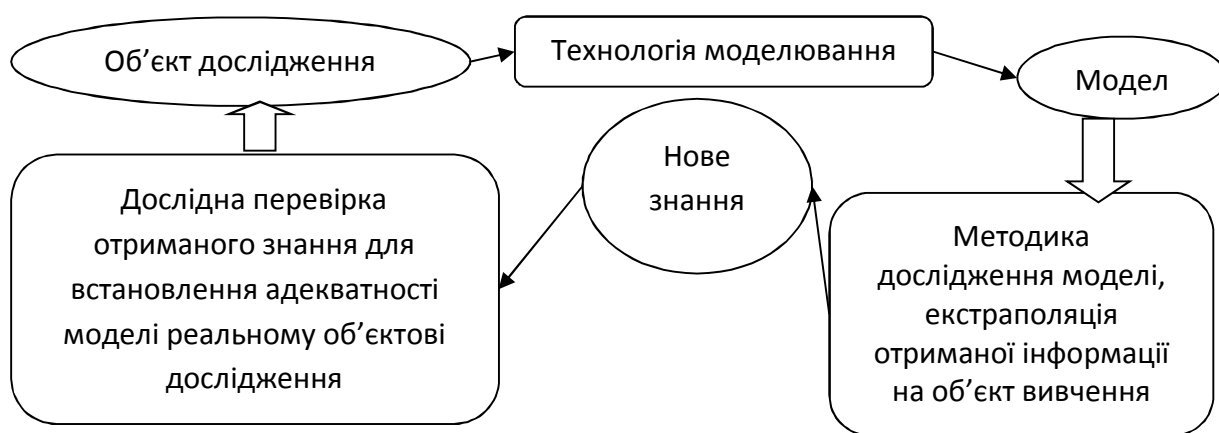 Об’єкт дослідження
Технологія моделювання
Модел
Нове
знання
Дослідна перевірка
отриманого знання для
встановлення адекватності
моделі реальному об’єктові
дослідження
Методика
дослідження моделі,
екстраполяція
отриманої інформації
на об’єкт вивчення